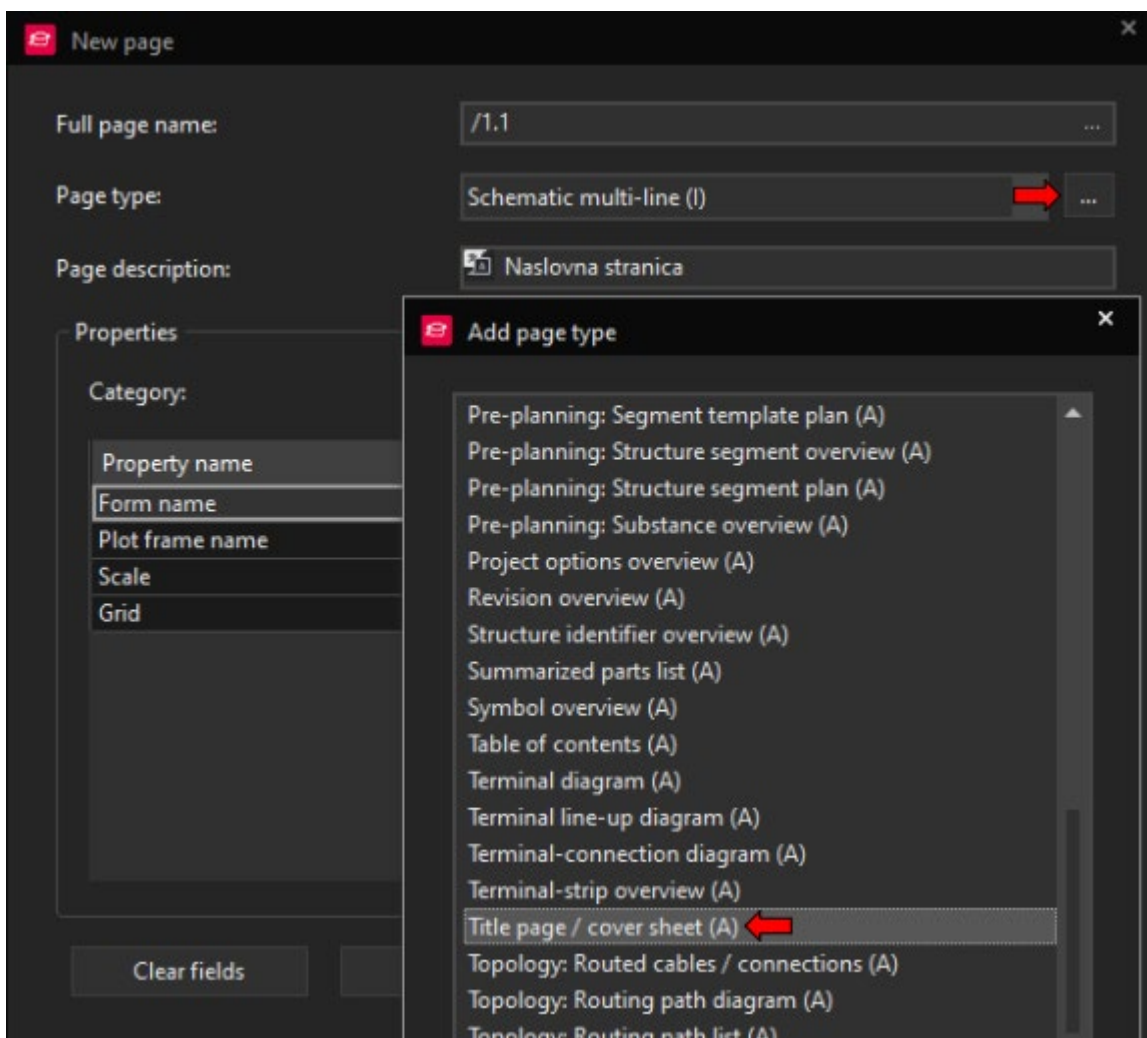 New page
Full page name:
/1.1
...
Page type:
Schematic multi-line (I)
...
Page description:
Naslovna stranica
Properties
Category:
Property name
Form name
Plot frame name
Scale
Grid
Clear fields
Add page type
Pre-planning: Segment template plan (A)
Pre-planning: Structure segment overview (A)
Pre-planning: Structure segment plan (A)
Pre-planning: Substance overview (A)
Project options overview (A)
Revision overview (A)
Structure identifier overview (A)
Summarized parts list (A)
Symbol overview (A)
Table of contents (A)
Terminal diagram (A)
Terminal line-up diagram (A)
Terminal-connection diagram (A)
Terminal-strip overview (A)
Title page / cover sheet (A)
Topology: Routed cables / connections (A)
Topology: Routing path diagram (A)
Topology: Routing path list (A)